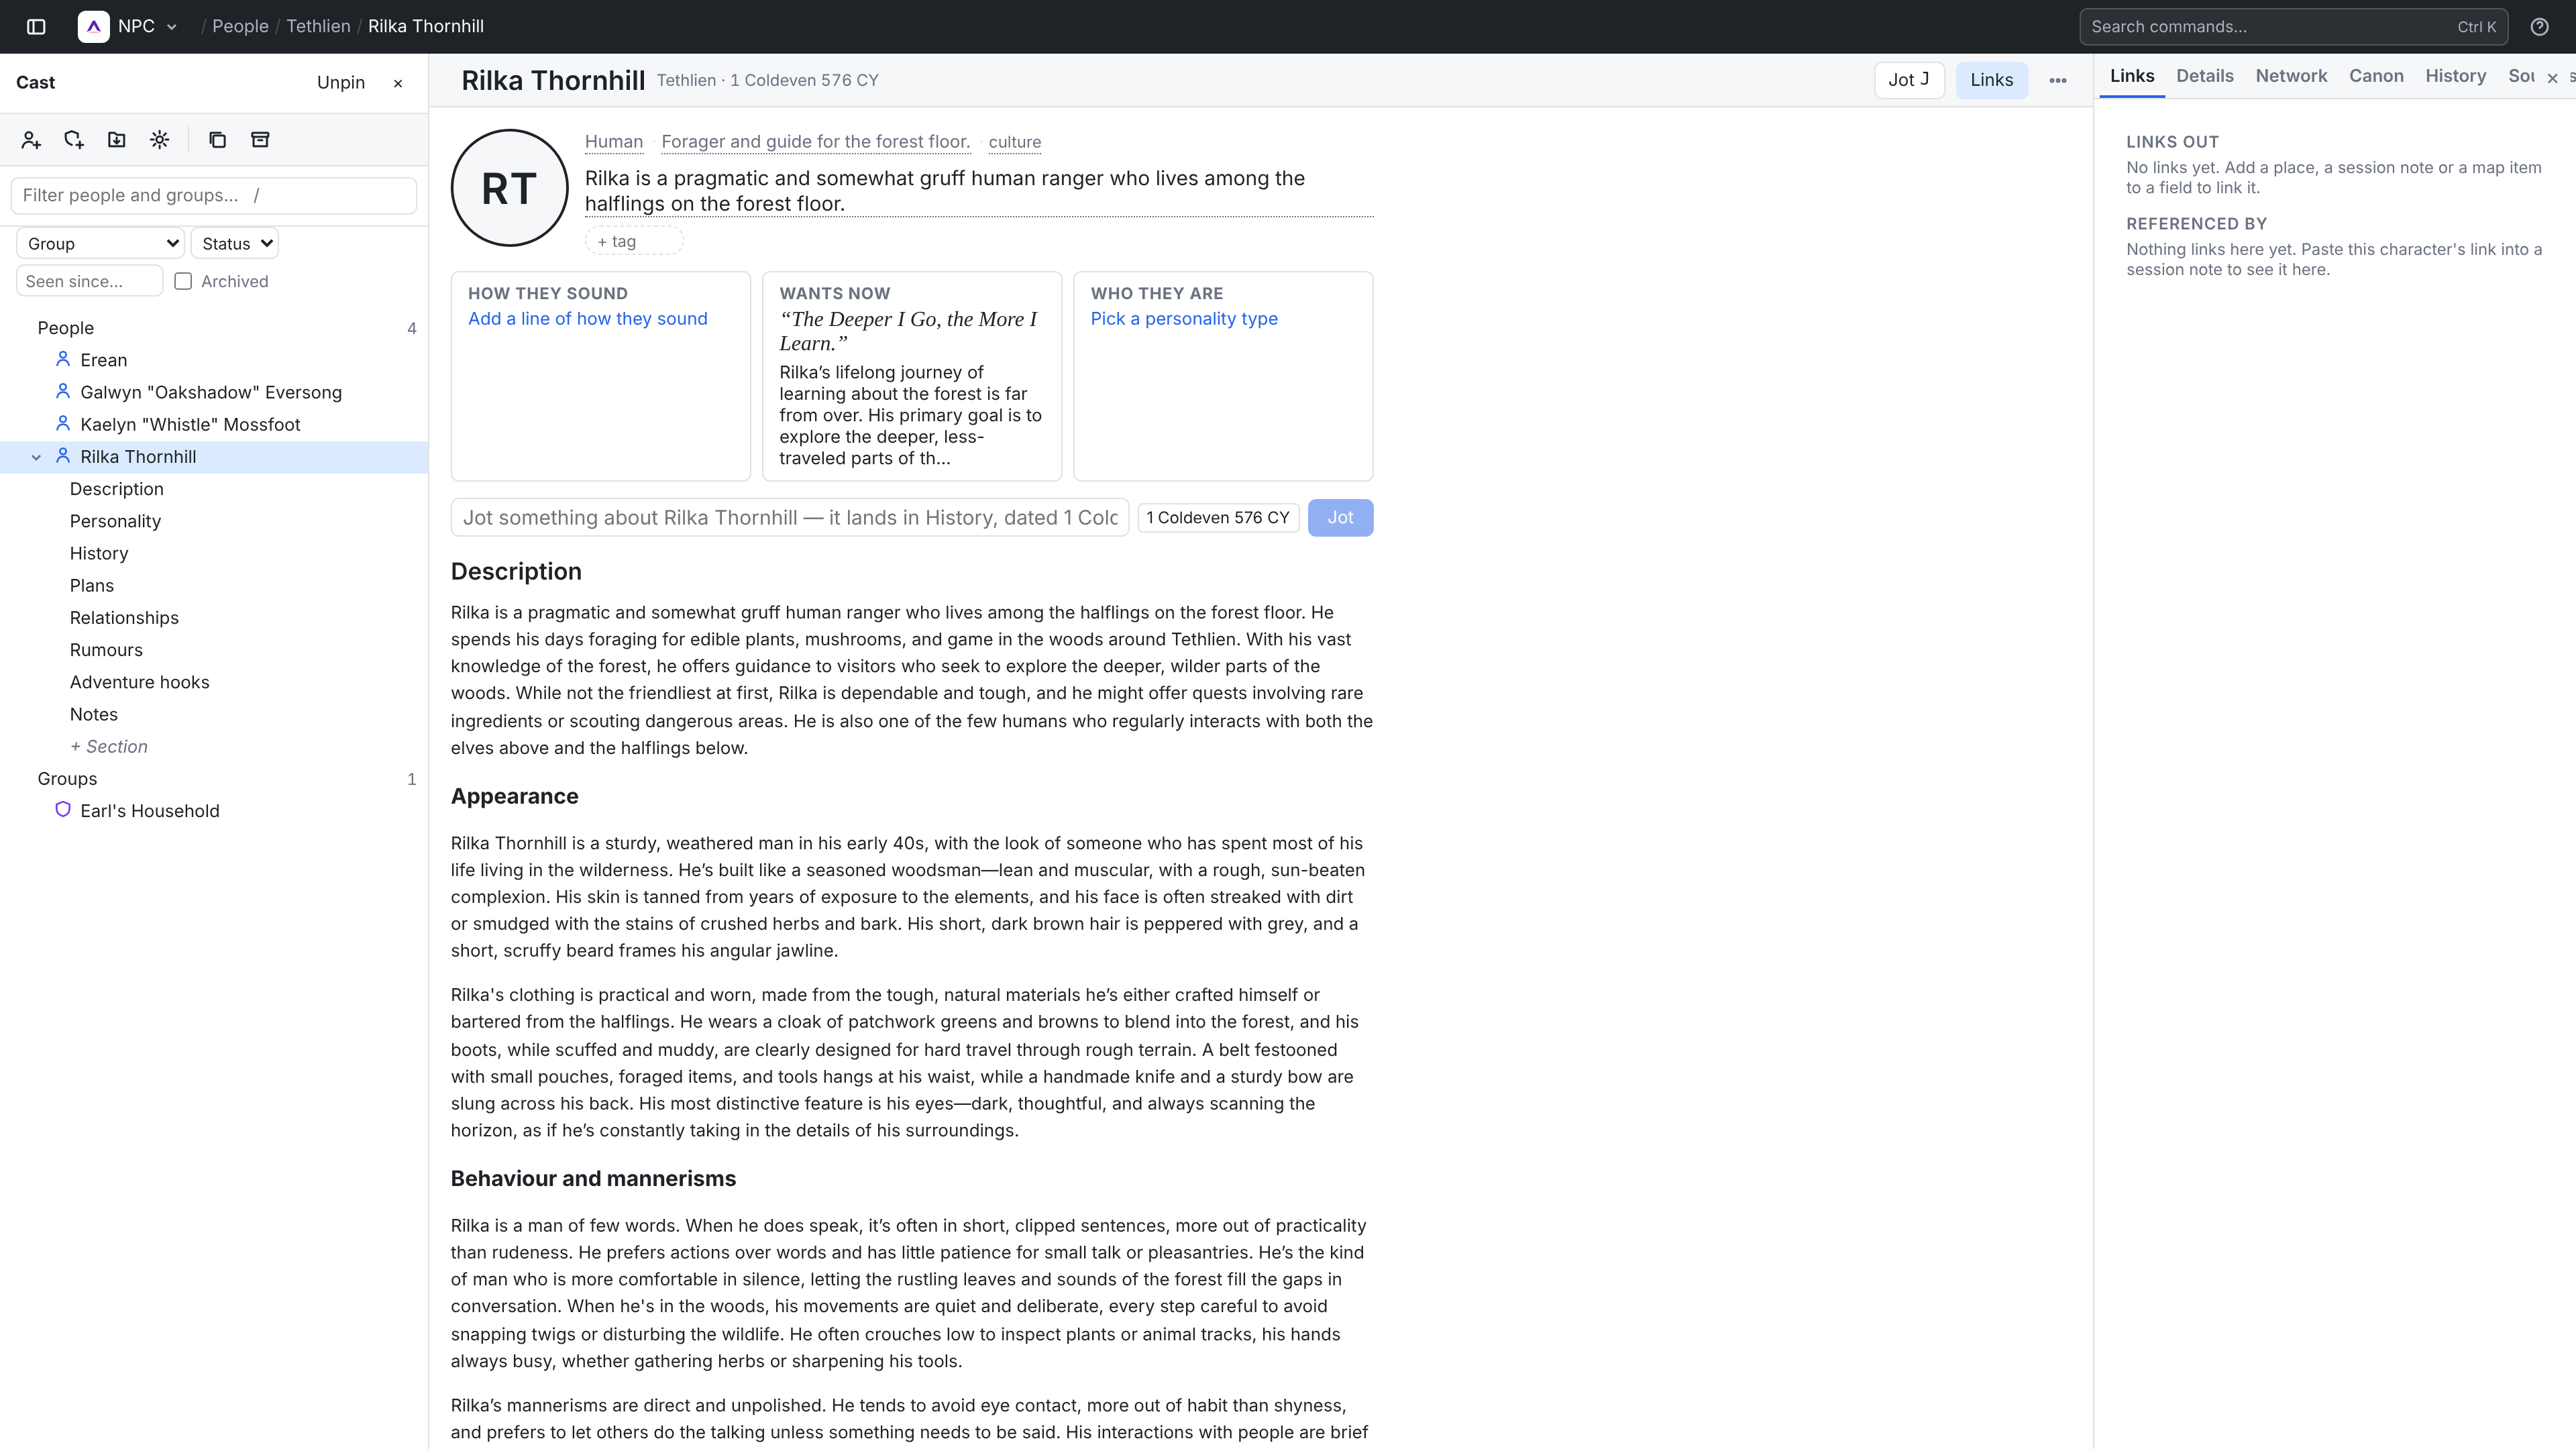 NPC / People / Tethlien / Rilka Thornhill
Search commands... Ctrl K
Cast Unpin ×
Filter people and groups... /
Group Status
Seen since... Archived
People 4
Erean
Galwyn "Oakshadow" Eversong
Kaelyn "Whistle" Mossfoot
Rilka Thornhill
Description
Personality
History
Plans
Relationships
Rumours
Adventure hooks
Notes
+ Section
Groups 1
Earl's Household
Rilka Thornhill Tethlien · 1 Coldeven 576 CY
Jot J Links •••
RT
Human · Forager and guide for the forest floor. · culture
Rilka is a pragmatic and somewhat gruff human ranger who lives among the
halflings on the forest floor.
+ tag
HOW THEY SOUND
Add a line of how they sound
WANTS NOW
“The Deeper I Go, the More I
Learn.”
Rilka’s lifelong journey of
learning about the forest is far
from over. His primary goal is to
explore the deeper, less-
traveled parts of th...
WHO THEY ARE
Pick a personality type
Jot something about Rilka Thornhill — it lands in History, dated 1 Colc
1 Coldeven 576 CY Jot
Description
Rilka is a pragmatic and somewhat gruff human ranger who lives among the halflings on the forest floor. He
spends his days foraging for edible plants, mushrooms, and game in the woods around Tethlien. With his vast
knowledge of the forest, he offers guidance to visitors who seek to explore the deeper, wilder parts of the
woods. While not the friendliest at first, Rilka is dependable and tough, and he might offer quests involving rare
ingredients or scouting dangerous areas. He is also one of the few humans who regularly interacts with both the
elves above and the halflings below.
Appearance
Rilka Thornhill is a sturdy, weathered man in his early 40s, with the look of someone who has spent most of his
life living in the wilderness. He’s built like a seasoned woodsman—lean and muscular, with a rough, sun-beaten
complexion. His skin is tanned from years of exposure to the elements, and his face is often streaked with dirt
or smudged with the stains of crushed herbs and bark. His short, dark brown hair is peppered with grey, and a
short, scruffy beard frames his angular jawline.
Rilka's clothing is practical and worn, made from the tough, natural materials he’s either crafted himself or
bartered from the halflings. He wears a cloak of patchwork greens and browns to blend into the forest, and his
boots, while scuffed and muddy, are clearly designed for hard travel through rough terrain. A belt festooned
with small pouches, foraged items, and tools hangs at his waist, while a handmade knife and a sturdy bow are
slung across his back. His most distinctive feature is his eyes—dark, thoughtful, and always scanning the
horizon, as if he’s constantly taking in the details of his surroundings.
Behaviour and mannerisms
Rilka is a man of few words. When he does speak, it’s often in short, clipped sentences, more out of practicality
than rudeness. He prefers actions over words and has little patience for small talk or pleasantries. He’s the kind
of man who is more comfortable in silence, letting the rustling leaves and sounds of the forest fill the gaps in
conversation. When he's in the woods, his movements are quiet and deliberate, every step careful to avoid
snapping twigs or disturbing the wildlife. He often crouches low to inspect plants or animal tracks, his hands
always busy, whether gathering herbs or sharpening his tools.
Rilka’s mannerisms are direct and unpolished. He tends to avoid eye contact, more out of habit than shyness,
and prefers to let others do the talking unless something needs to be said. His interactions with people are brief
Links Details Network Canon History
LINKS OUT
No links yet. Add a place, a session note or a map item
to a field to link it.
REFERENCED BY
Nothing links here yet. Paste this character's link into a
session note to see it here.